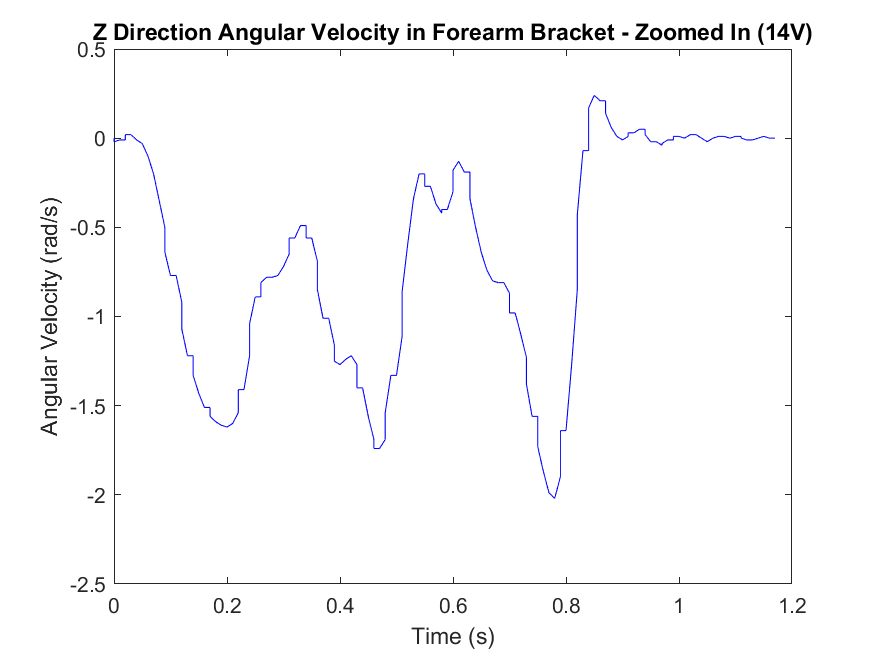 Z Direction Angular Velocity in Forearm Bracket - Zoomed In (14V)
0.5
0
-0.5
-1
-1.5
-2
-2.5
Angular Velocity (rad/s)
0 0.2 0.4 0.6 0.8 1 1.2
Time (s)